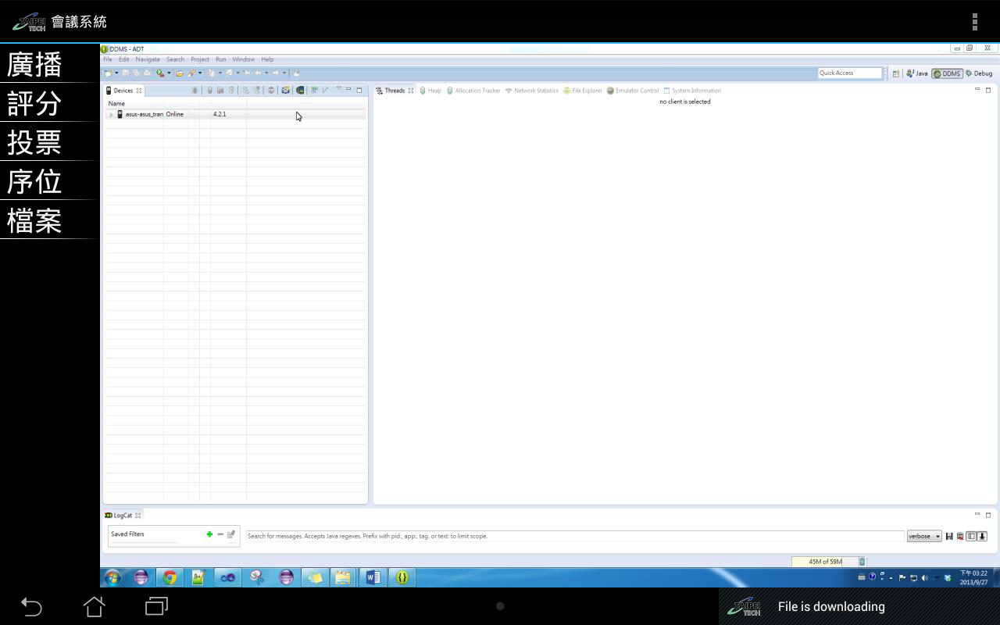 TAIPEI TECH 會議系統
廣播
評分
投票
序位
檔案
DDMS - ADT
File Edit Navigate Search Project Run Window Help
Quick Access Java DDMS Debug
Devices
Name
asus-asus_tran Online 4.2.1
Threads Heap Allocation Tracker Network Statistics File Explorer Emulator Control System Information
no client is selected
LogCat
Saved Filters
Search for messages. Accepts Java regexes. Prefix with pid:, app:, tag: or text: to limit scope.
verbose
45M of 59M
下午 03:22
2013/9/27
TAIPEI TECH File is downloading